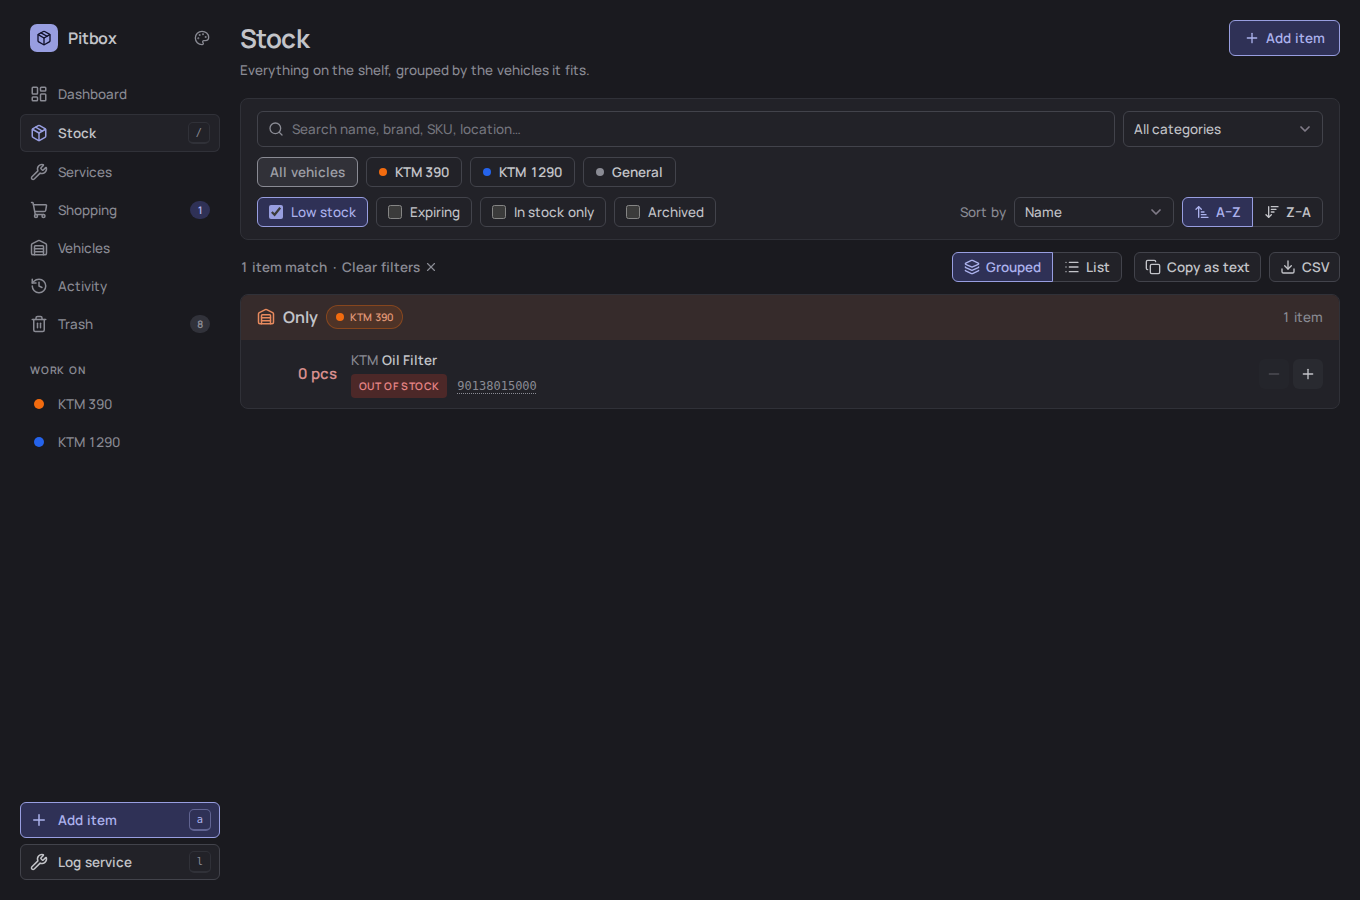 Pitbox
Dashboard
Stock /
Services
Shopping 1
Vehicles
Activity
Trash 8
WORK ON
KTM 390
KTM 1290
Add item a
Log service l
Stock
Add item
Everything on the shelf, grouped by the vehicles it fits.
Search name, brand, SKU, location…
All categories
All vehicles KTM 390 KTM 1290 General
Low stock Expiring In stock only Archived Sort by Name A–Z Z–A
1 item match · Clear filters
Grouped List Copy as text CSV
Only KTM 390 1 item
0 pcs
KTM Oil Filter
OUT OF STOCK 90138015000